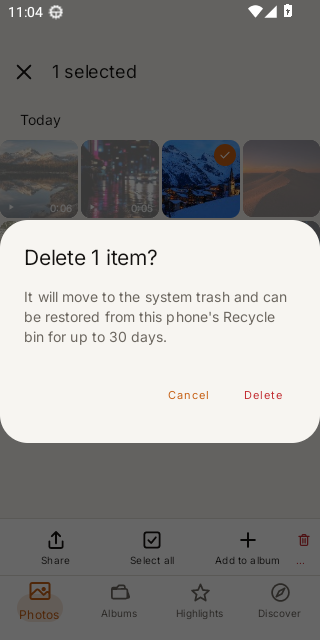 11:04
1 selected
Today
0:06
0:05
Delete 1 item?
It will move to the system trash and can
be restored from this phone's Recycle
bin for up to 30 days.
Cancel
Delete
Share
Select all
Add to album
...
Photos
Albums
Highlights
Discover